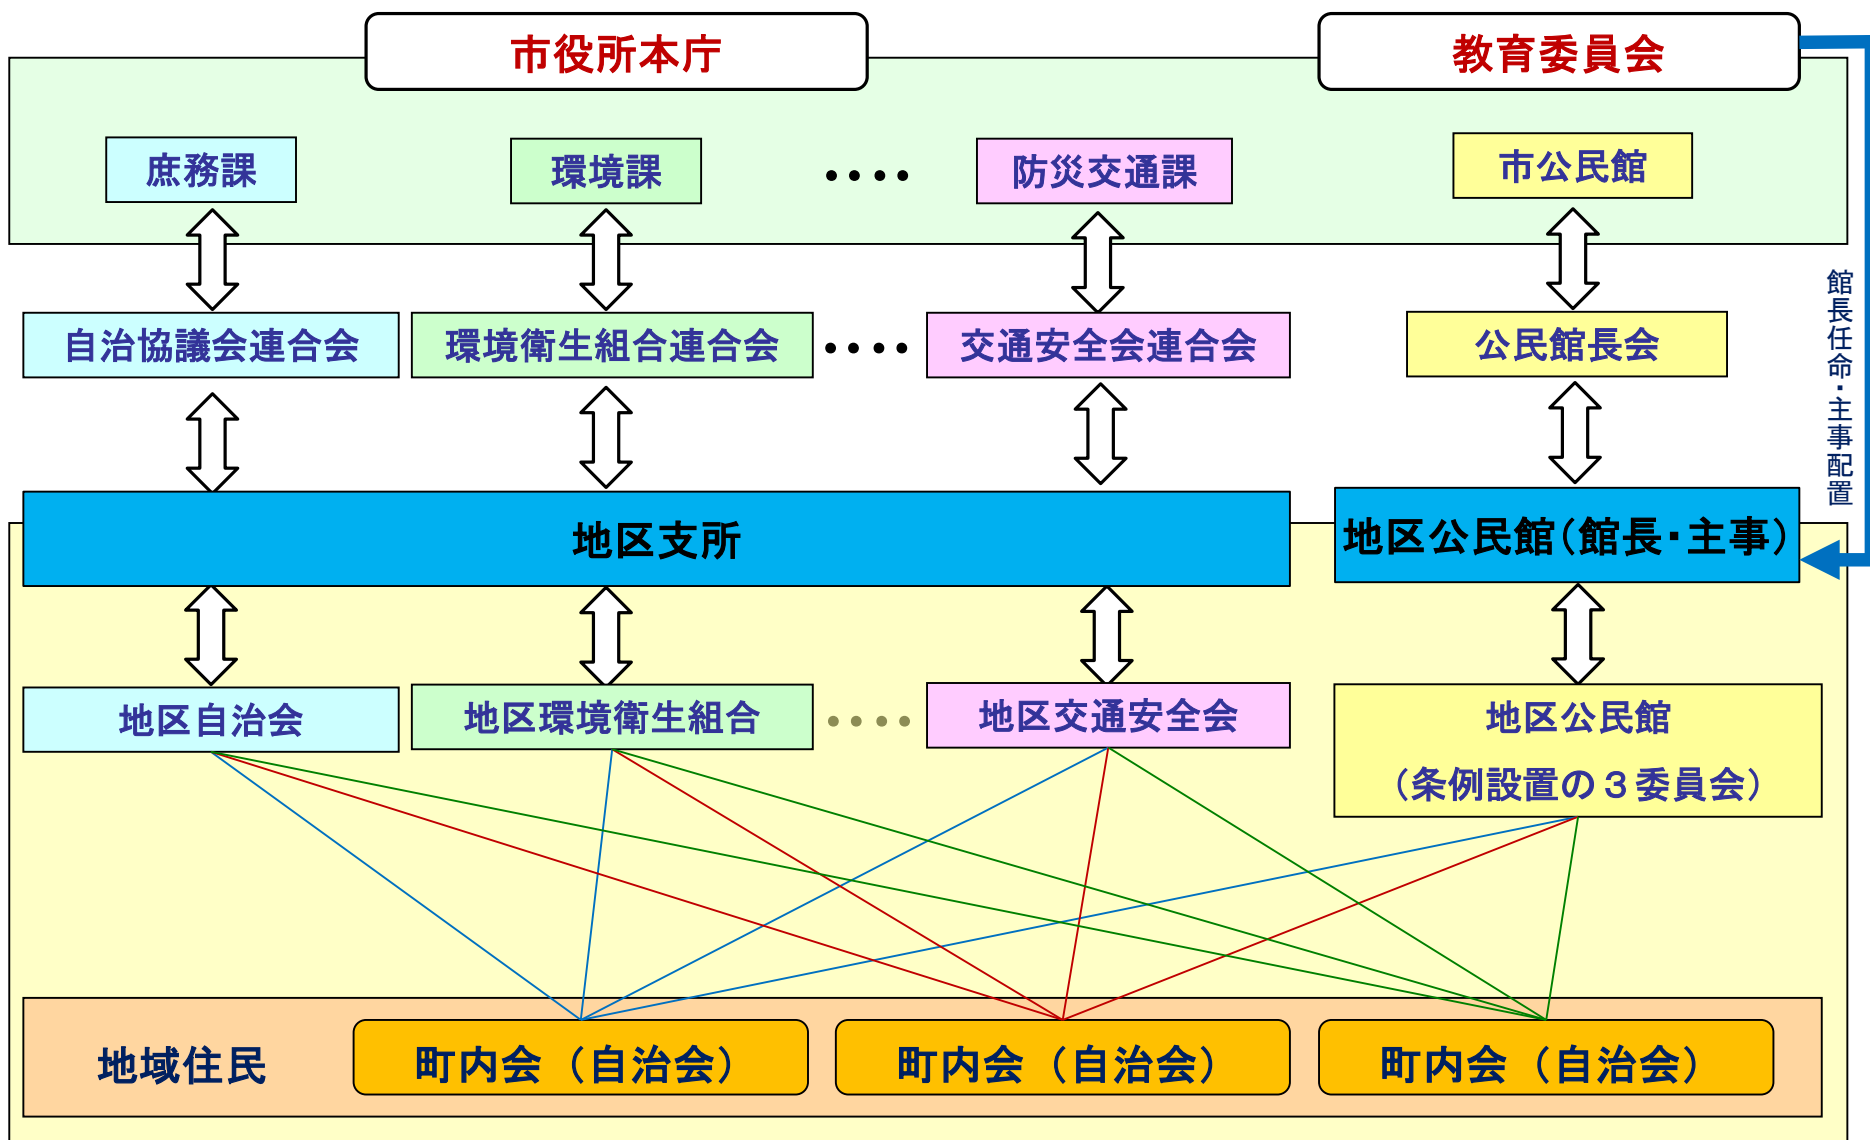 市役所本庁
教育委員会
庶務課
環境課
････
防災交通課
市公民館
自治協議会連合会
環境衛生組合連合会
････
交通安全会連合会
公民館長会
館長任命・主事配置
地区支所
地区公民館（館長・主事）
地区自治会
地区環境衛生組合
････
地区交通安全会
地区公民館
（条例設置の３委員会）
地域住民
町内会（自治会）
町内会（自治会）
町内会（自治会）